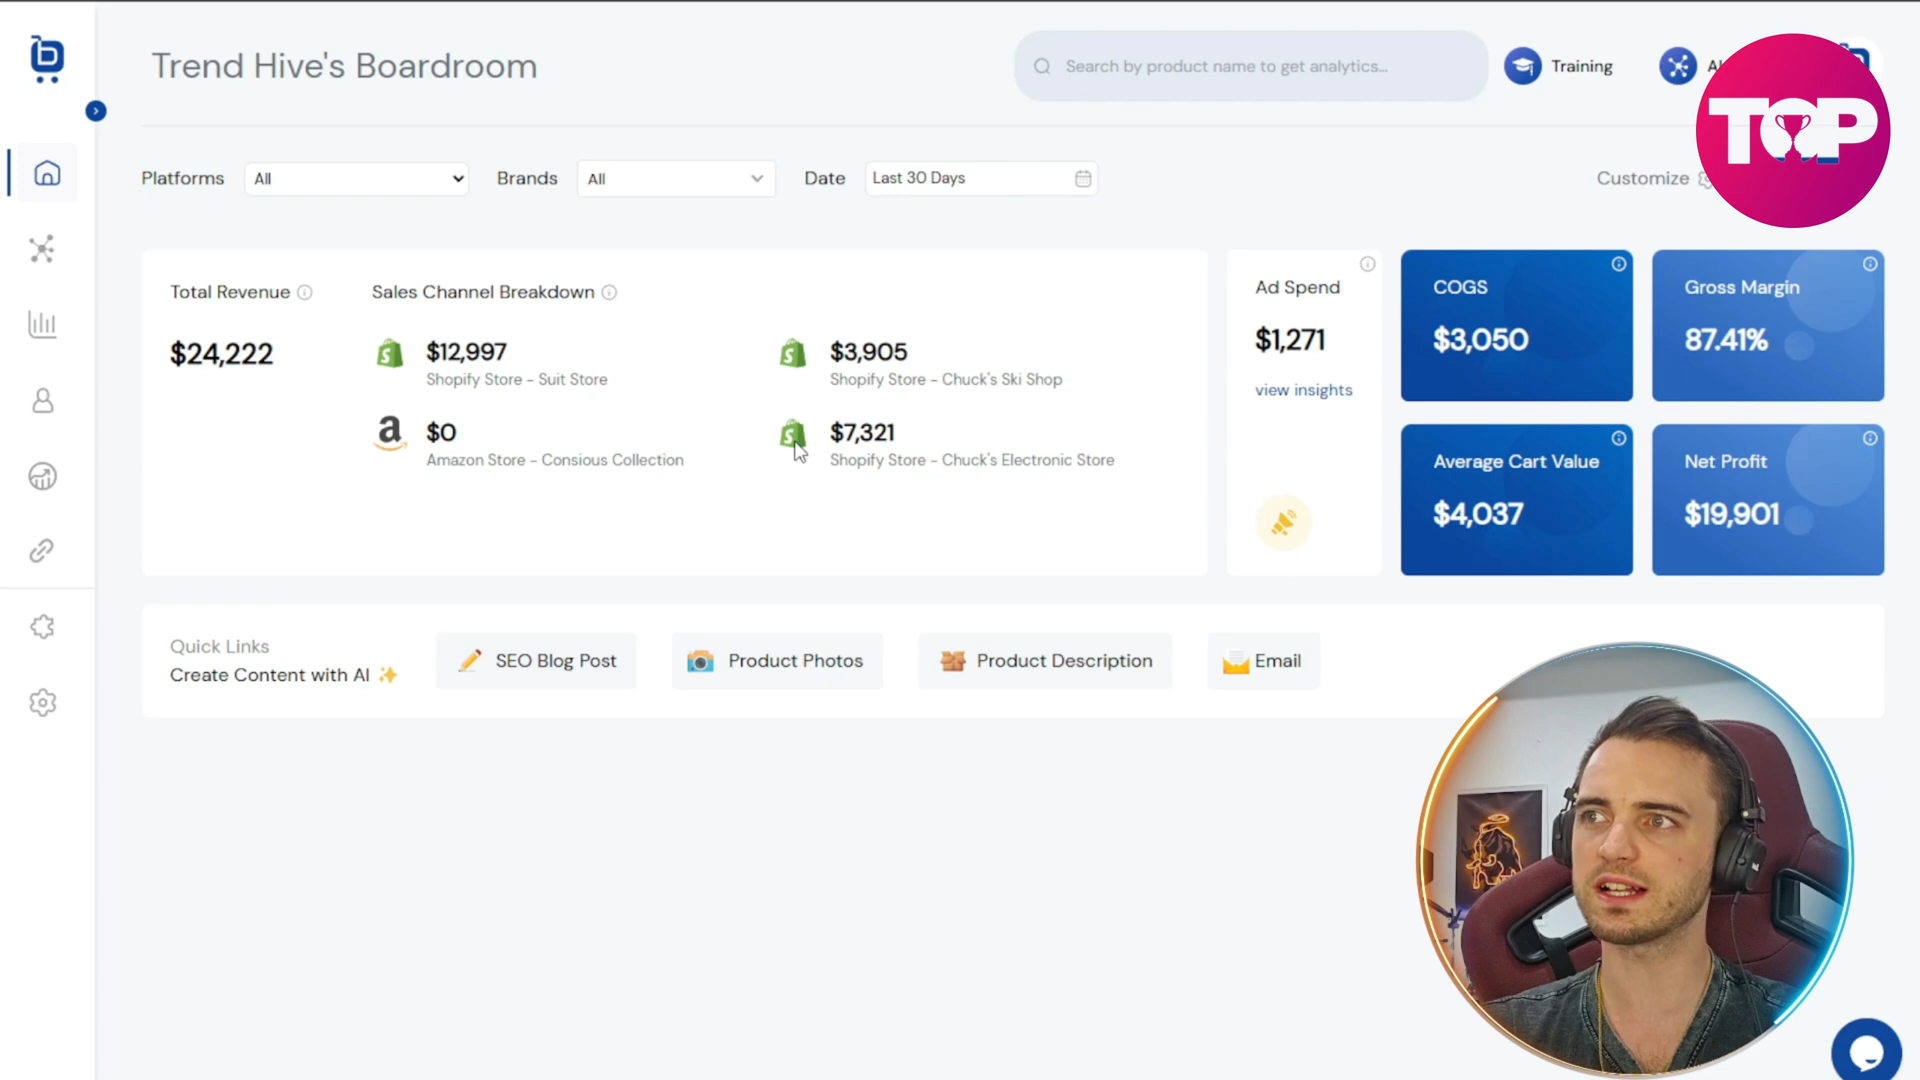 Trend Hive's Boardroom
Search by product name to get analytics...
Training
TOP
Platforms
All
Brands
All
Date
Last 30 Days
Customize
Total Revenue
$24,222
Sales Channel Breakdown
$12,997
Shopify Store - Suit Store
$3,905
Shopify Store - Chuck's Ski Shop
$0
Amazon Store - Consious Collection
$7,321
Shopify Store - Chuck's Electronic Store
Ad Spend
$1,271
view insights
COGS
$3,050
Gross Margin
87.41%
Average Cart Value
$4,037
Net Profit
$19,901
Quick Links
Create Content with AI
SEO Blog Post
Product Photos
Product Description
Email